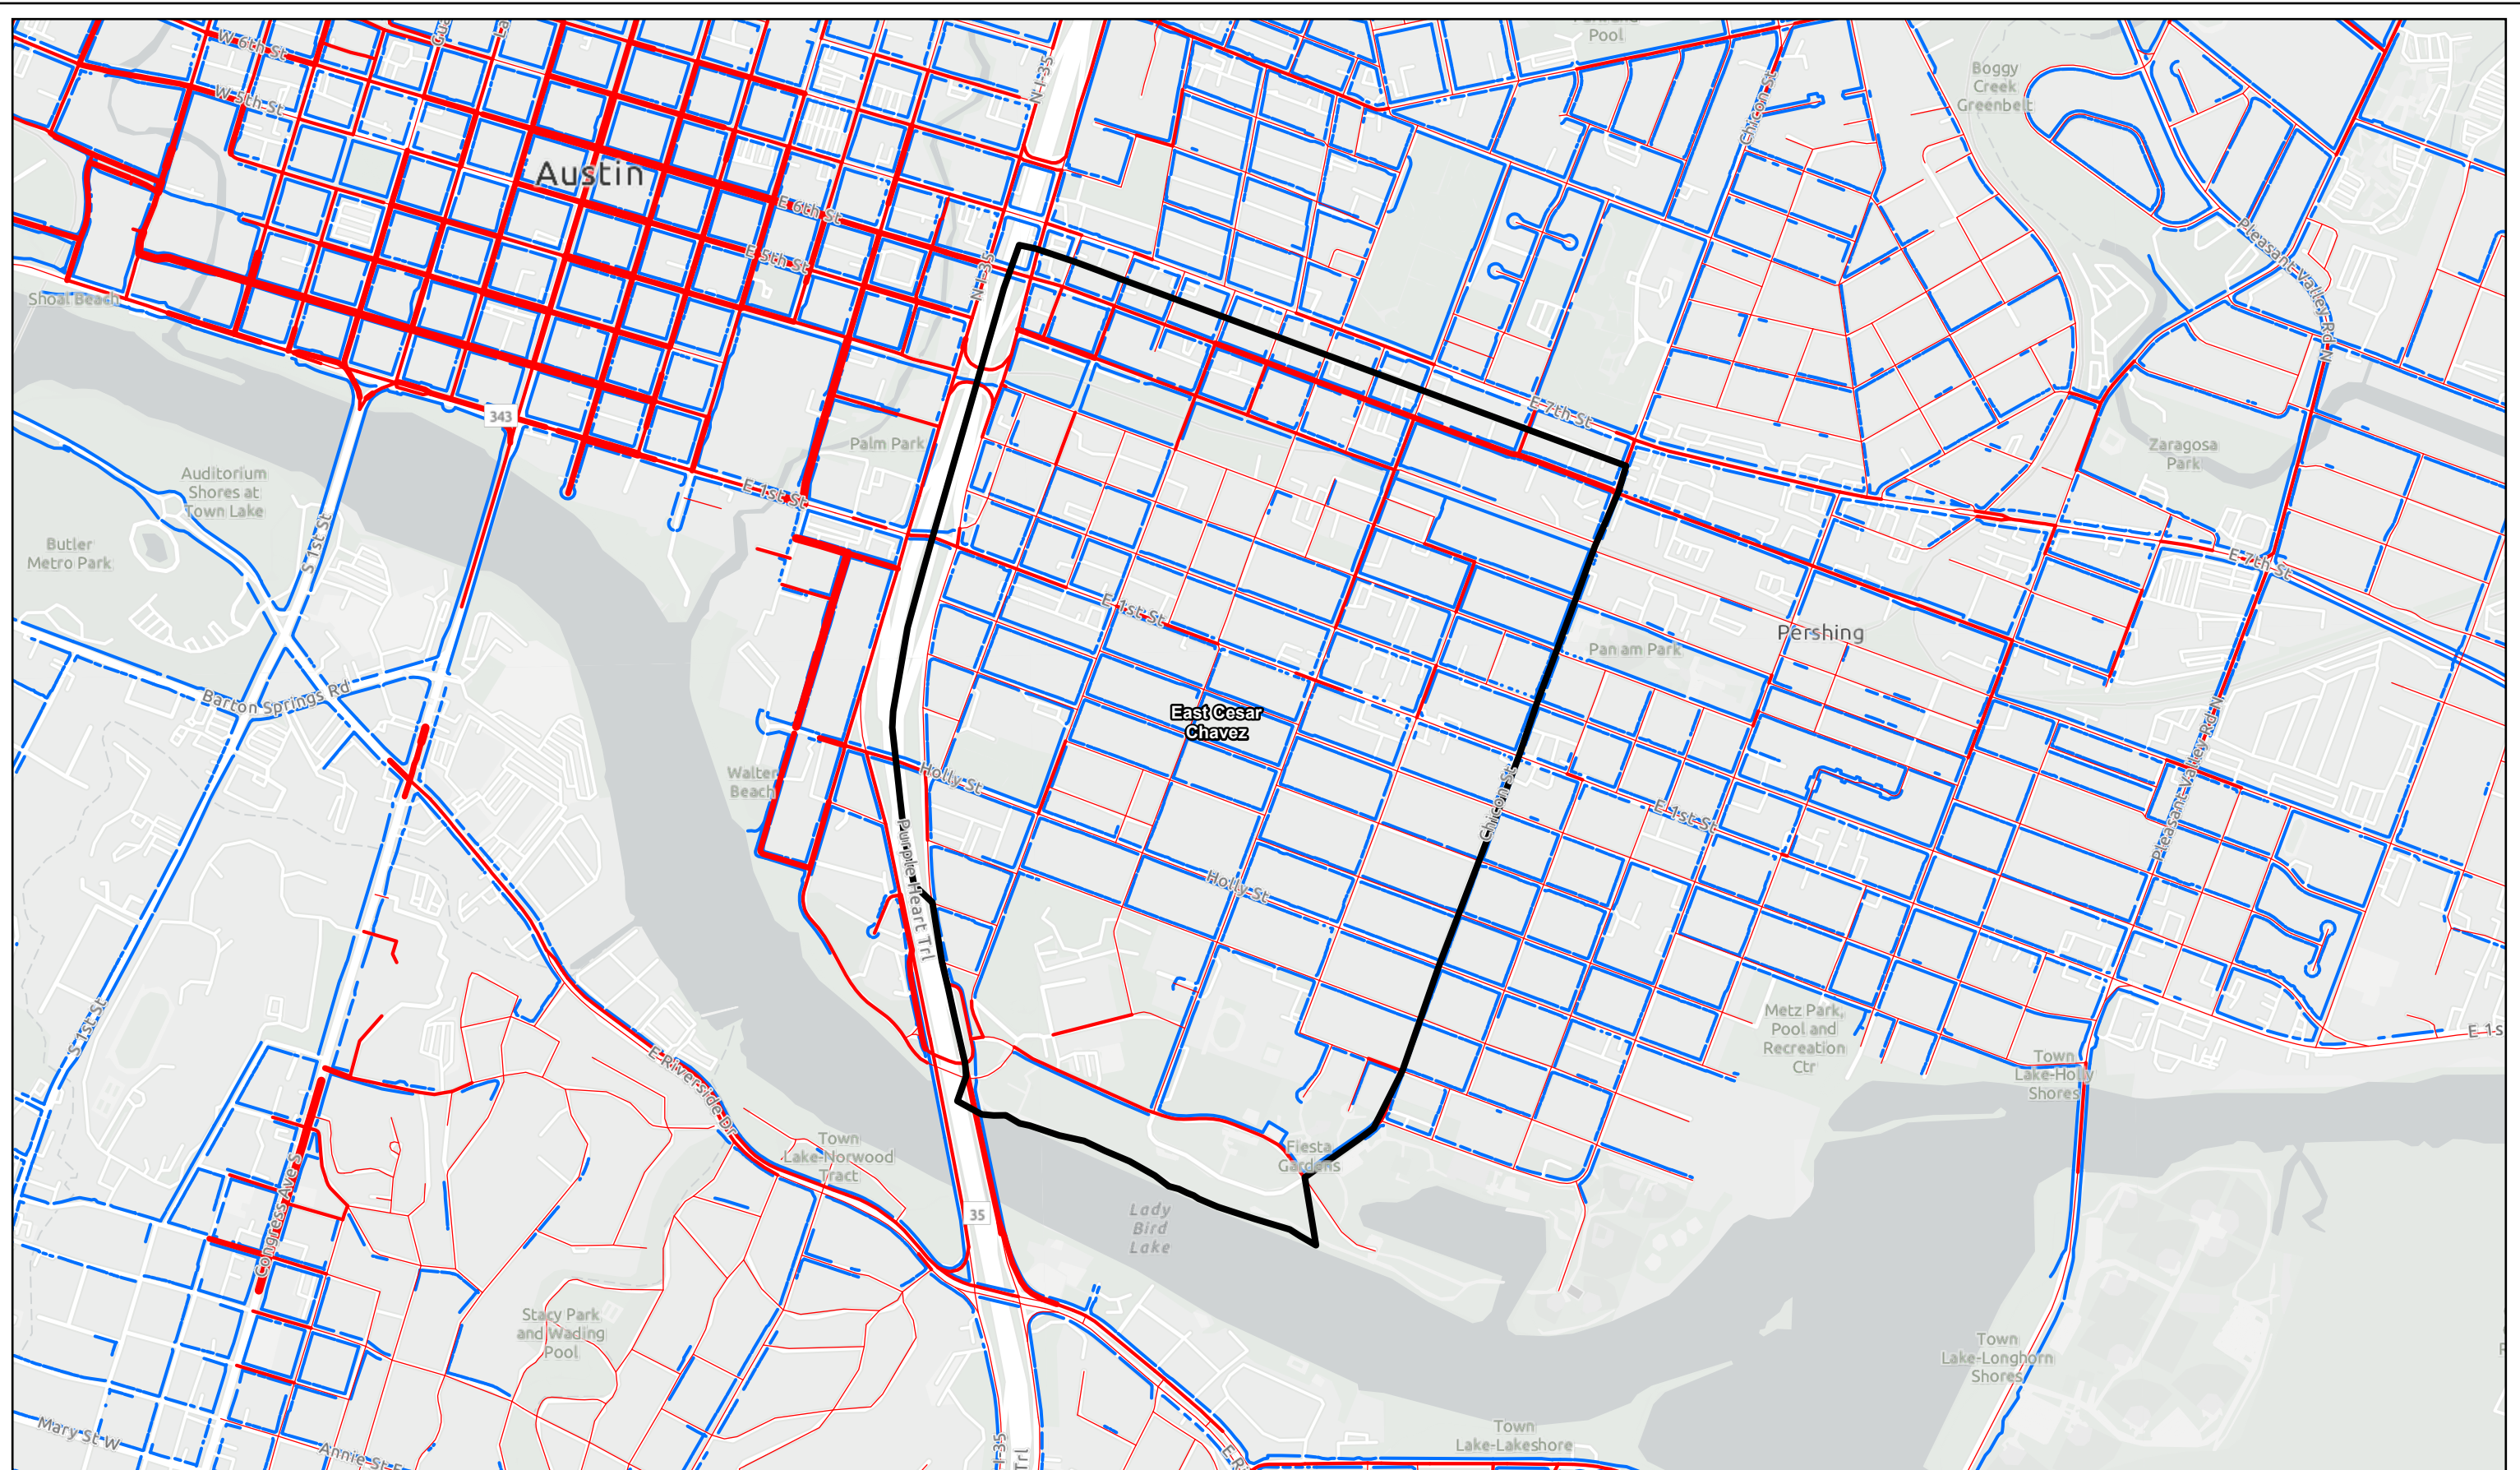 W 6th St
W 5th St
N I-35
Chicon St
Pool
Boggy
Creek
Greenbelt
Austin
E 6th St
E 5th St
N I-35
Pleasant Valley Rd N
Shoal Beach
343
Palm Park
E 7th St
Zaragosa
Park
Auditorium
Shores at
Town Lake
E 1st St
Butler
Metro Park
S 1st St
E 7th St
E 1st St
Pershing
Pan am Park
Barton Springs Rd
East Cesar
Chavez
Walter
Beach
Holly St
Chicon St
Pleasant Valley Rd N
E 1st St
Purple Heart Trl
Holly St
S 1st St
Metz Park,
Pool and
Recreation
Ctr
E 1s
E Riverside Dr
Town
Lake-Holly
Shores
Town
Lake-Norwood
Tract
Fiesta
Gardens
Congress Ave S
35
Lady
Bird
Lake
Stacy Park
and Wading
Pool
Town
Lake-Longhorn
Shores
Mary St W
Annie St E
I-35
Trl
E Ri
Town
Lake-Lakeshore